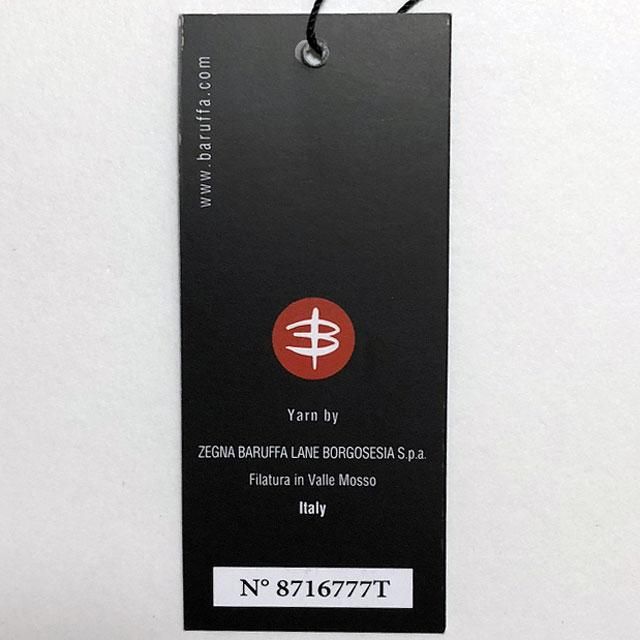 www.baruffa.com
Yarn by
ZEGNA BARUFFA LANE BORGOSESIA S.p.a.
Filatura in Valle Mosso
Italy
N° 8716777T